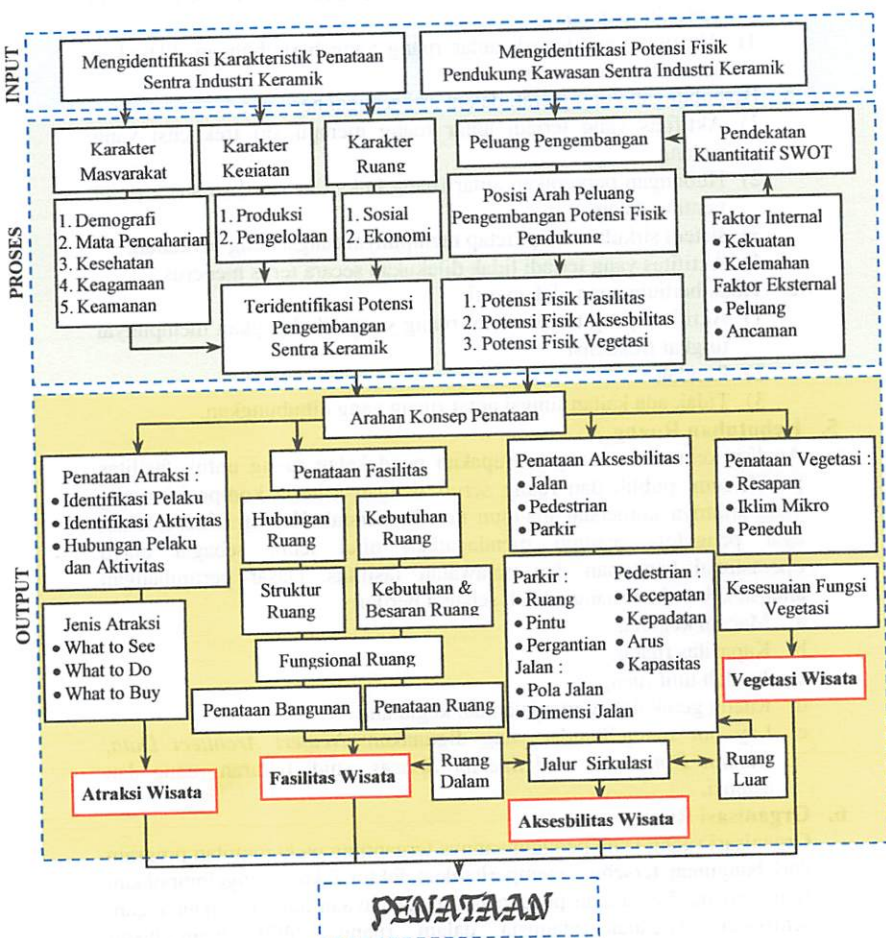 INPUT
Mengidentifikasi Karakteristik Penataan
Sentra Industri Keramik
Mengidentifikasi Potensi Fisik
Pendukung Kawasan Sentra Industri Keramik
PROSES
Karakter
Masyarakat
Karakter
Kegiatan
Karakter
Ruang
Peluang Pengembangan
Pendekatan
Kuantitatif SWOT
1. Demografi
2. Mata Pencaharian
3. Kesehatan
4. Keagamaan
5. Keamanan
1. Produksi
2. Pengelolaan
1. Sosial
2. Ekonomi
Posisi Arah Peluang
Pengembangan Potensi Fisik
Pendukung
Faktor Internal
• Kekuatan
• Kelemahan
Faktor Eksternal
• Peluang
• Ancaman
Teridentifikasi Potensi
Pengembangan
Sentra Keramik
1. Potensi Fisik Fasilitas
2. Potensi Fisik Aksesbilitas
3. Potensi Fisik Vegetasi
OUTPUT
Arahan Konsep Penataan
Penataan Atraksi :
• Identifikasi Pelaku
• Identifikasi Aktivitas
• Hubungan Pelaku
dan Aktivitas
Penataan Fasilitas
Penataan Aksesbilitas
• Jalan
• Pedestrian
• Parkir
Penataan Vegetasi :
• Resapan
• Iklim Mikro
• Peneduh
Hubungan
Ruang
Kebutuhan
Ruang
Struktur
Ruang
Kebutuhan
& Besaran Ruang
Jenis Atraksi
• What to See
• What to Do
• What to Buy
Fungsional Ruang
Penataan Bangunan
Penataan Ruang
Parkir :
• Ruang
• Pintu
• Pergantian
Jalan :
• Pola Jalan
• Dimensi Jalan
Pedestrian :
• Kecepatan
• Kepadatan
• Arus
• Kapasitas
Kesesuaian Fungsi
Vegetasi
Vegetasi Wisata
Atraksi Wisata
Fasilitas Wisata
Ruang
Dalam
Jalur Sirkulasi
Ruang
Luar
Aksesbilitas Wisata
PENATAAN